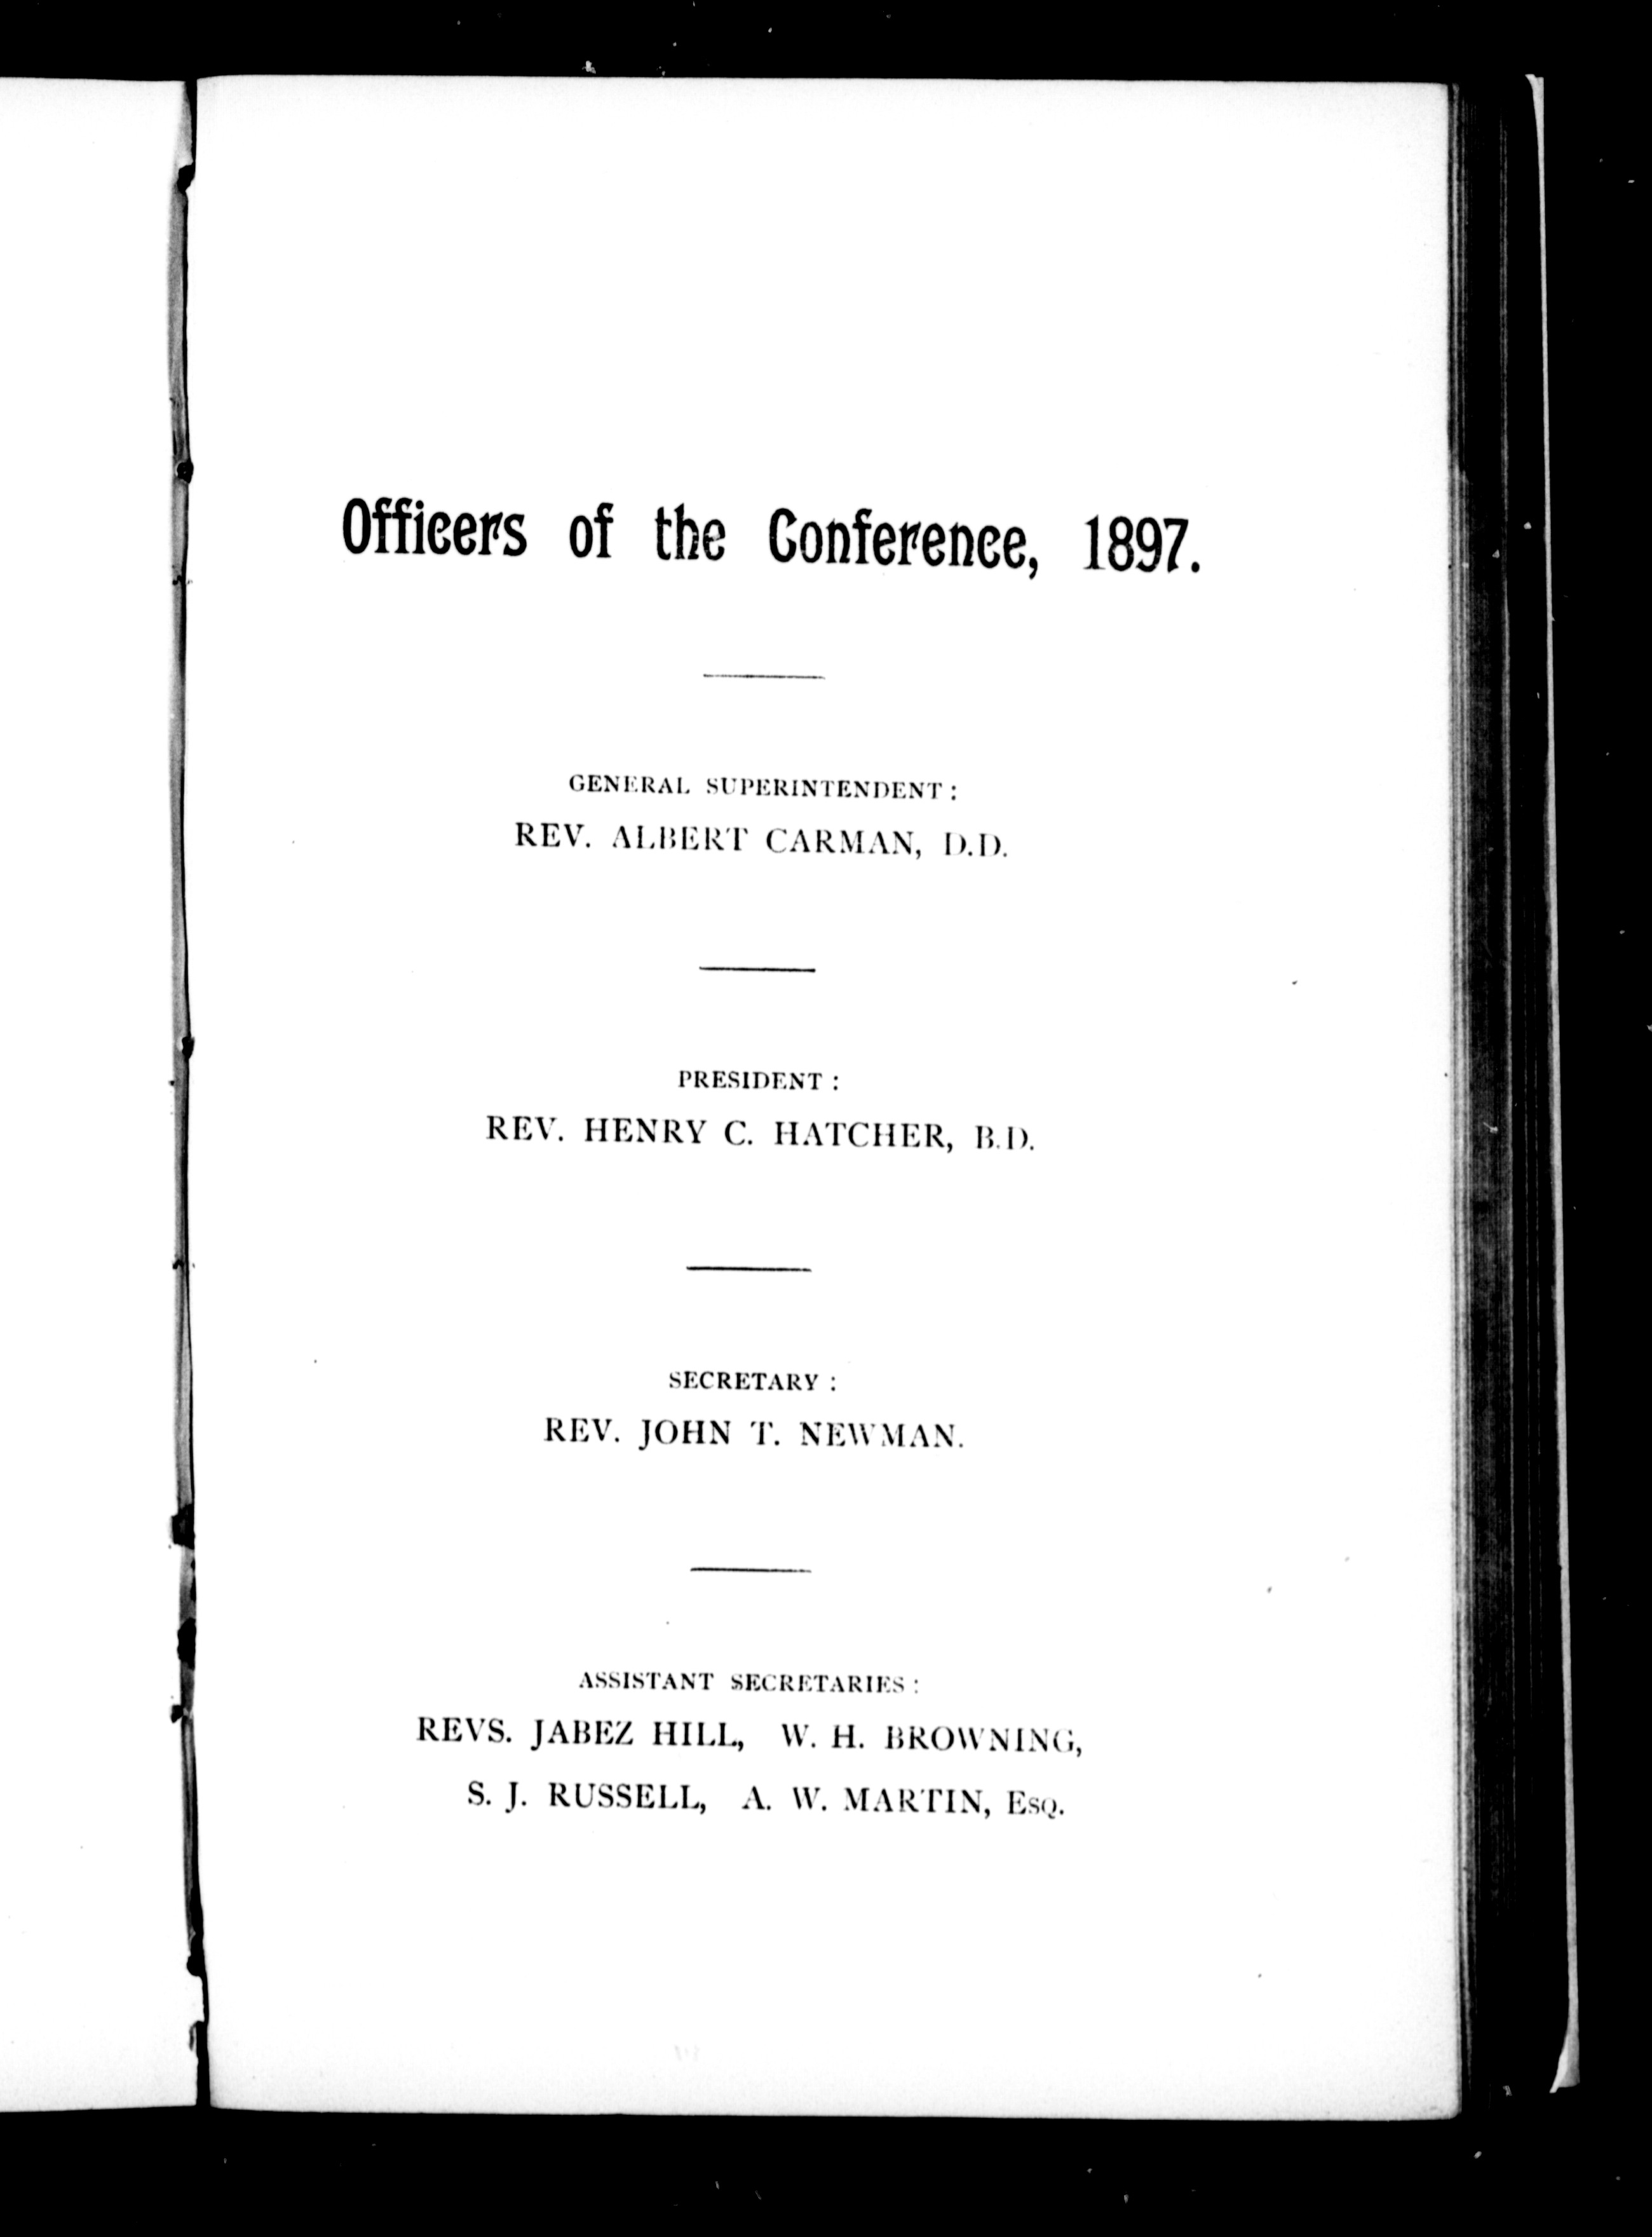 Officers of the Conference, 1897.
GENERAL SUPERINTENDENT:
REV. ALBERT CARMAN, D.D.
PRESIDENT:
REV. HENRY C. HATCHER, B.D.
SECRETARY:
REV. JOHN T. NEWMAN.
ASSISTANT SECRETARIES:
REVS. JABEZ HILL, W. H. BROWNING,
S. J. RUSSELL, A. W. MARTIN, ESQ.